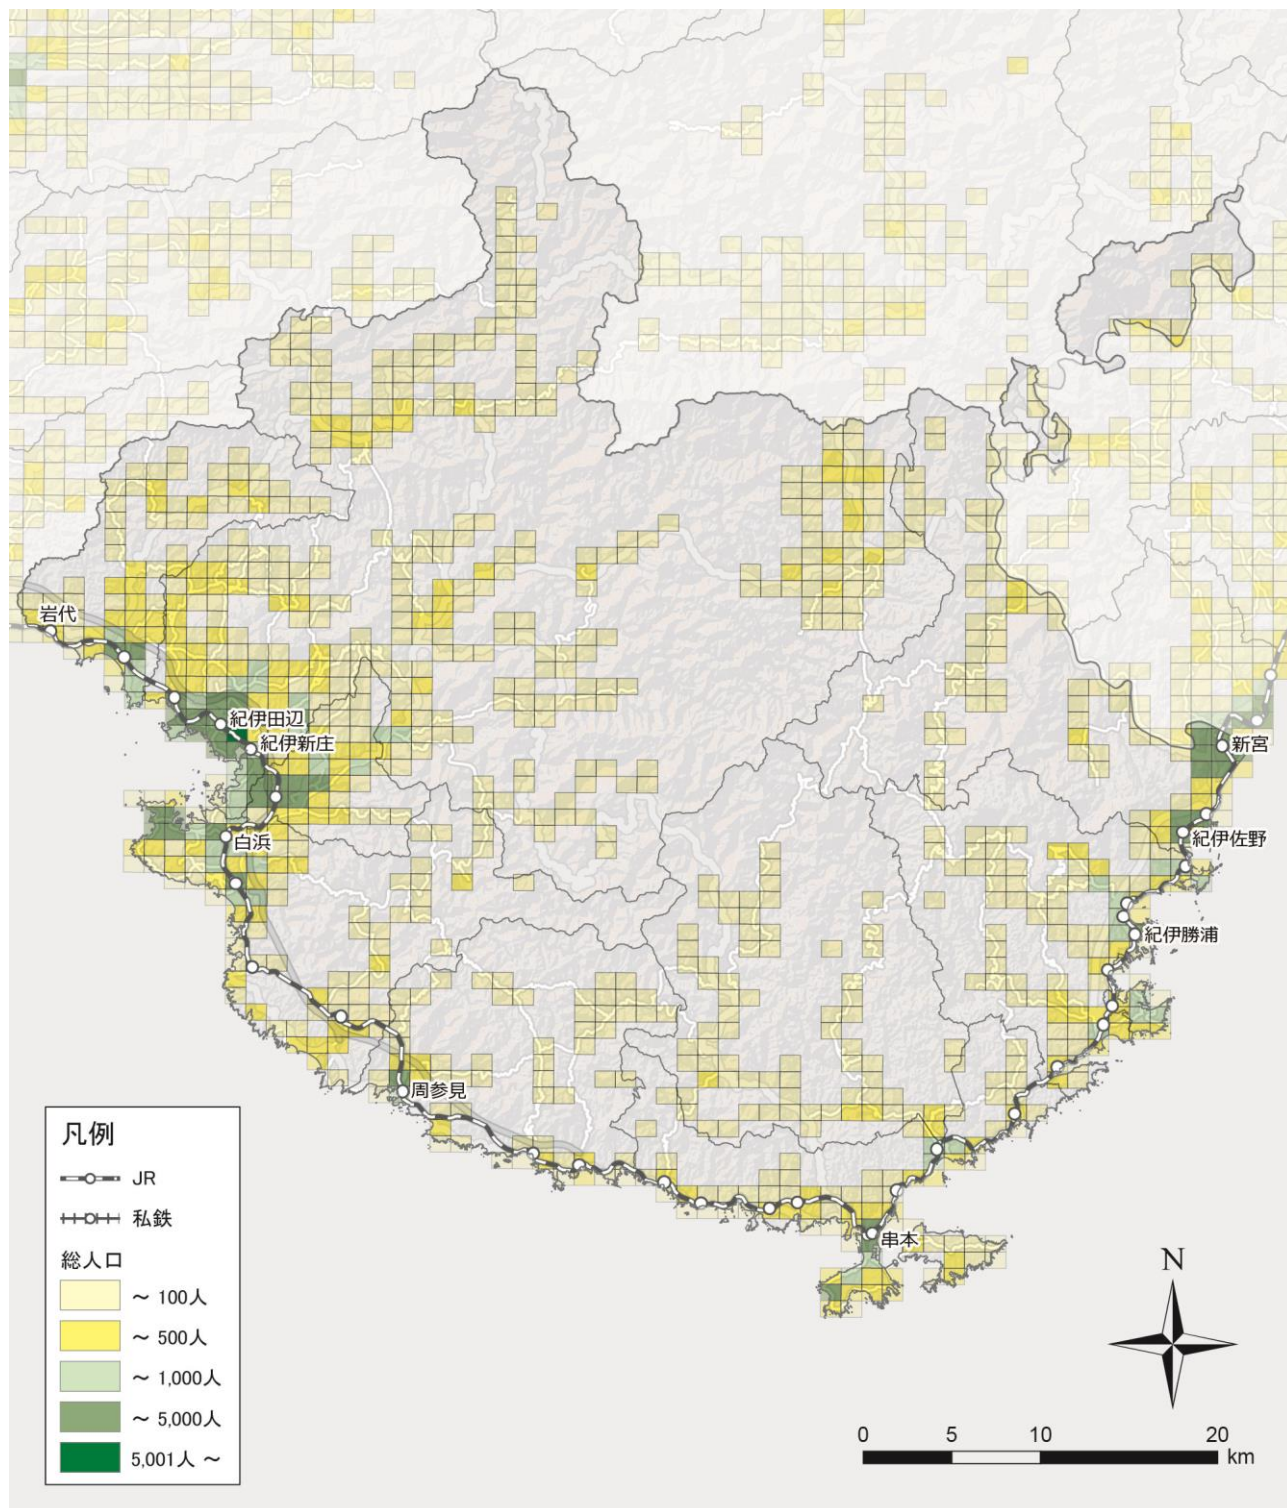 岩代
紀伊田辺
紀伊新庄
新宮
白浜
紀伊佐野
紀伊勝浦
周参見
串本
凡例
JR
私鉄
総人口
～ 100人
～ 500人
～ 1,000人
～ 5,000人
5,001人 ～
N
0 5 10 20
km